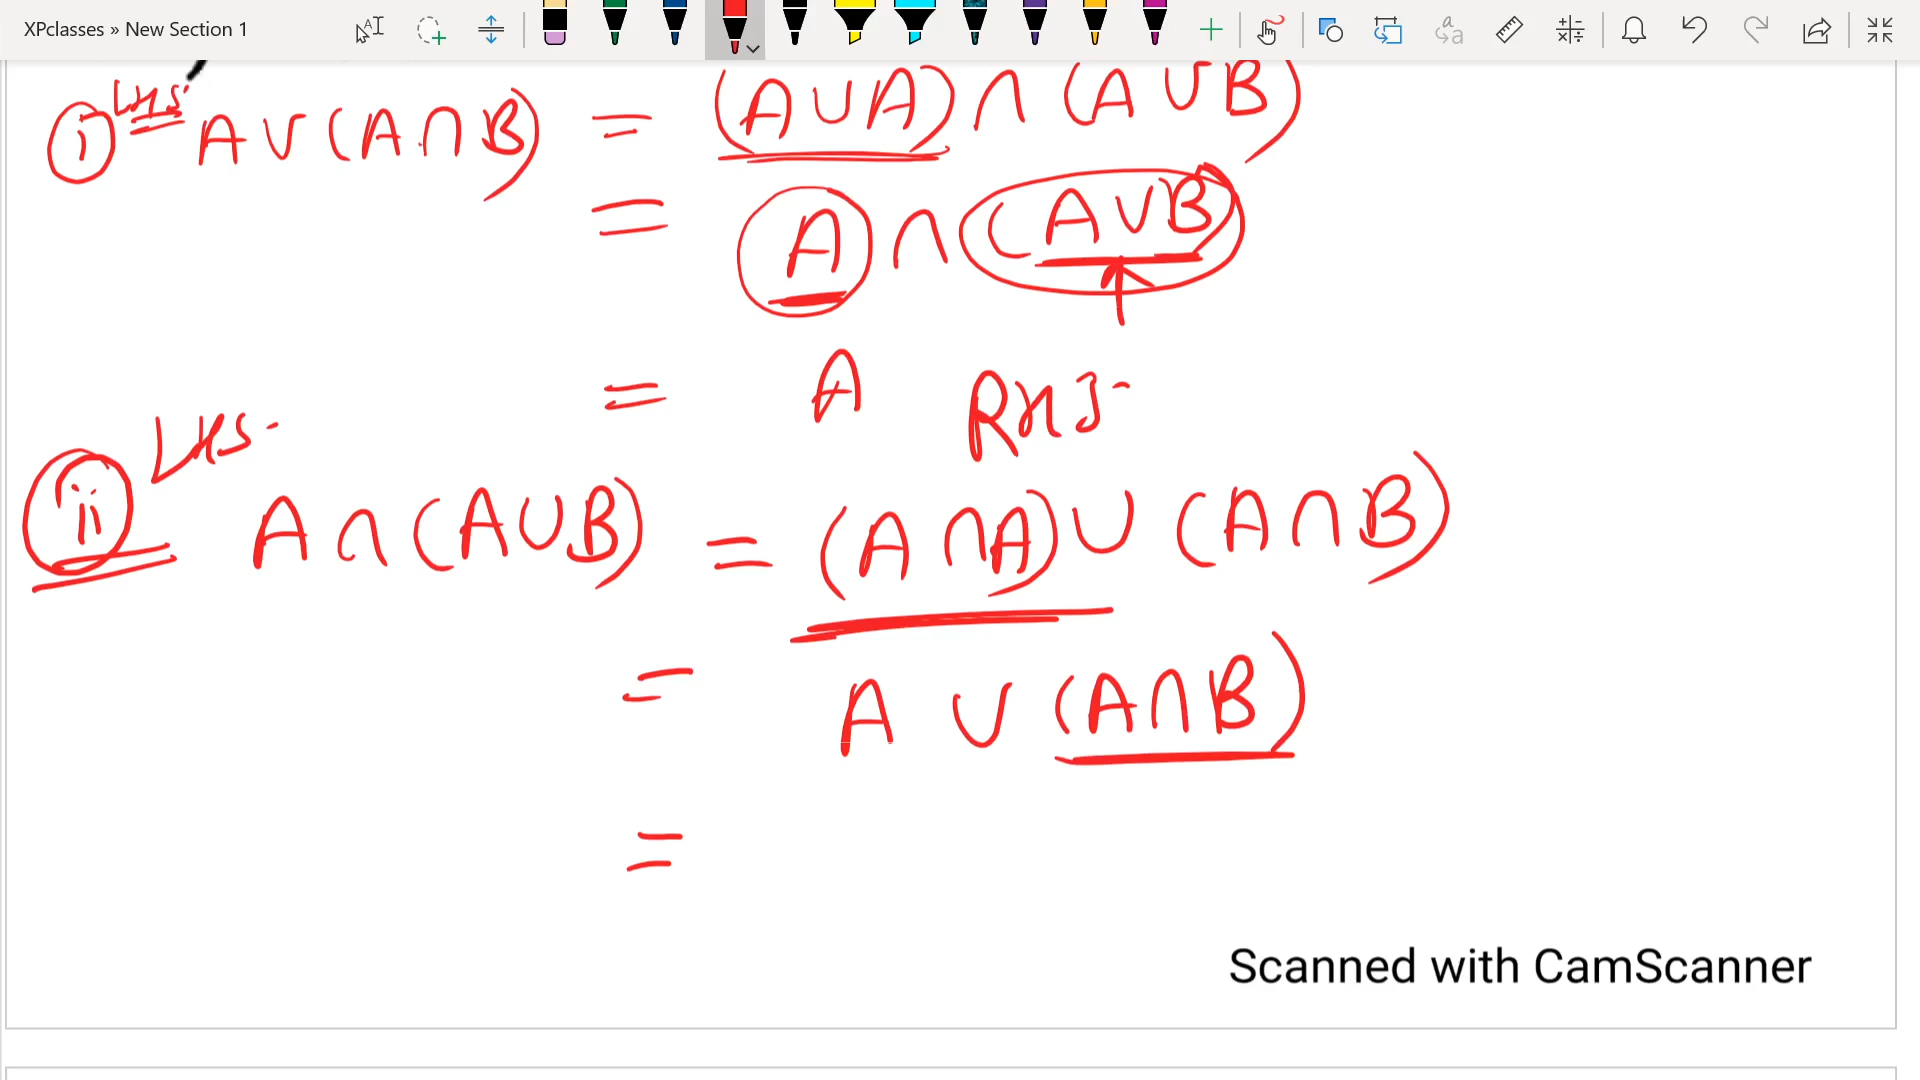 XPclasses » New Section 1
i LHS. A ∪ (A ∩ B) = (A ∪ A) ∩ (A ∪ B)
= A ∩ (A ∪ B)
= A RHS-
ii LHS.
A ∩ (A ∪ B) = (A ∩ A) ∪ (A ∩ B)
= A ∪ (A ∩ B)
=
Scanned with CamScanner